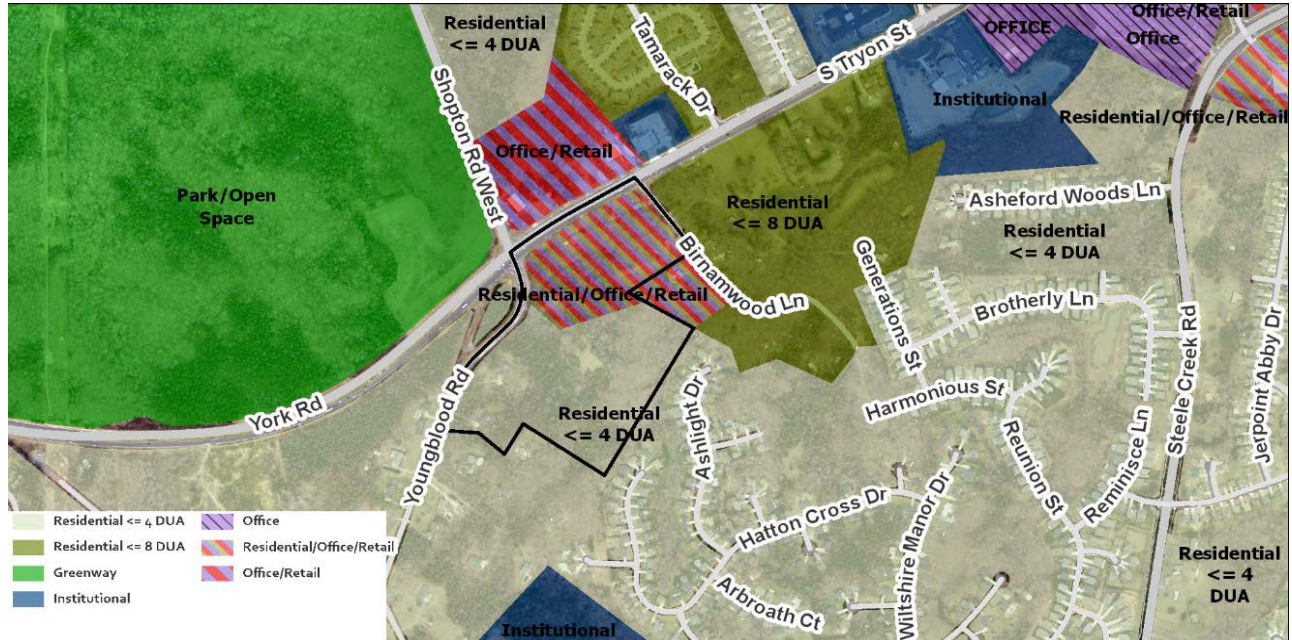 Residential
<= 4 DUA
Tamarack Dr
S Tryon St
OFFICE
Office/Retail
Office
Shopton Rd West
Institutional
Residential/Office/Retail
Office/Retail
Park/Open
Space
Residential
<= 8 DUA
Asheford Woods Ln
Residential
<= 4 DUA
Birnamwood Ln
Generations St
Brotherly Ln
Residential/Office/Retail
Steele Creek Rd
Jerpoint Abby Dr
York Rd
Youngblood Rd
Residential
<= 4 DUA
Ashlight Dr
Harmonious St
Reunion St
Reminisce Ln
Hatton Cross Dr
Wiltshire Manor Dr
Arbroath Ct
Residential
<= 4
DUA
Institutional
Residential <= 4 DUA
Residential <= 8 DUA
Greenway
Institutional
Office
Residential/Office/Retail
Office/Retail